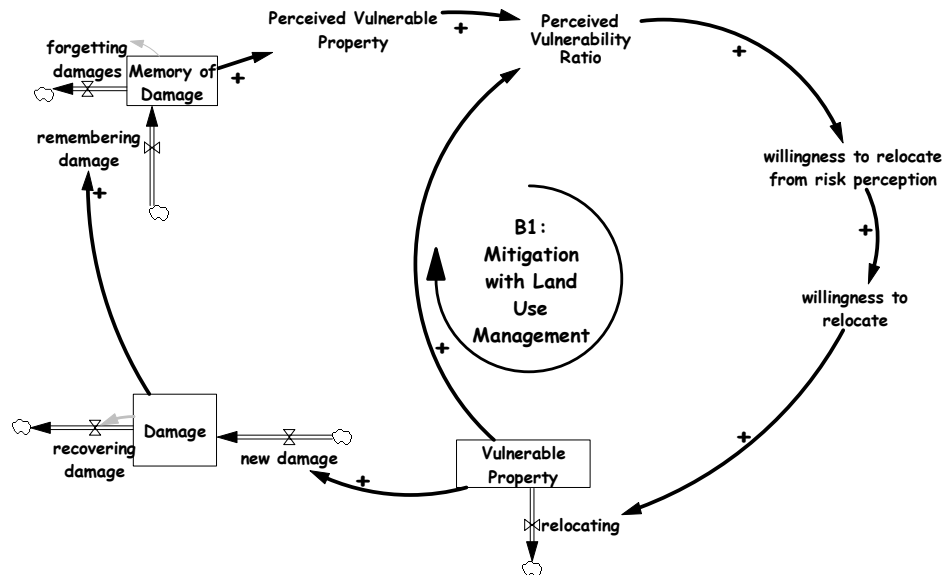 Perceived Vulnerable
Property
+
Perceived
Vulnerability
Ratio
+
forgetting
damages
Memory of
Damage
+
remembering
damage
+
willingness to relocate
from risk perception
+
willingness to
relocate
+
B1:
Mitigation
with Land
Use
Management
+
Damage
recovering
damage
new damage
+
Vulnerable
Property
relocating